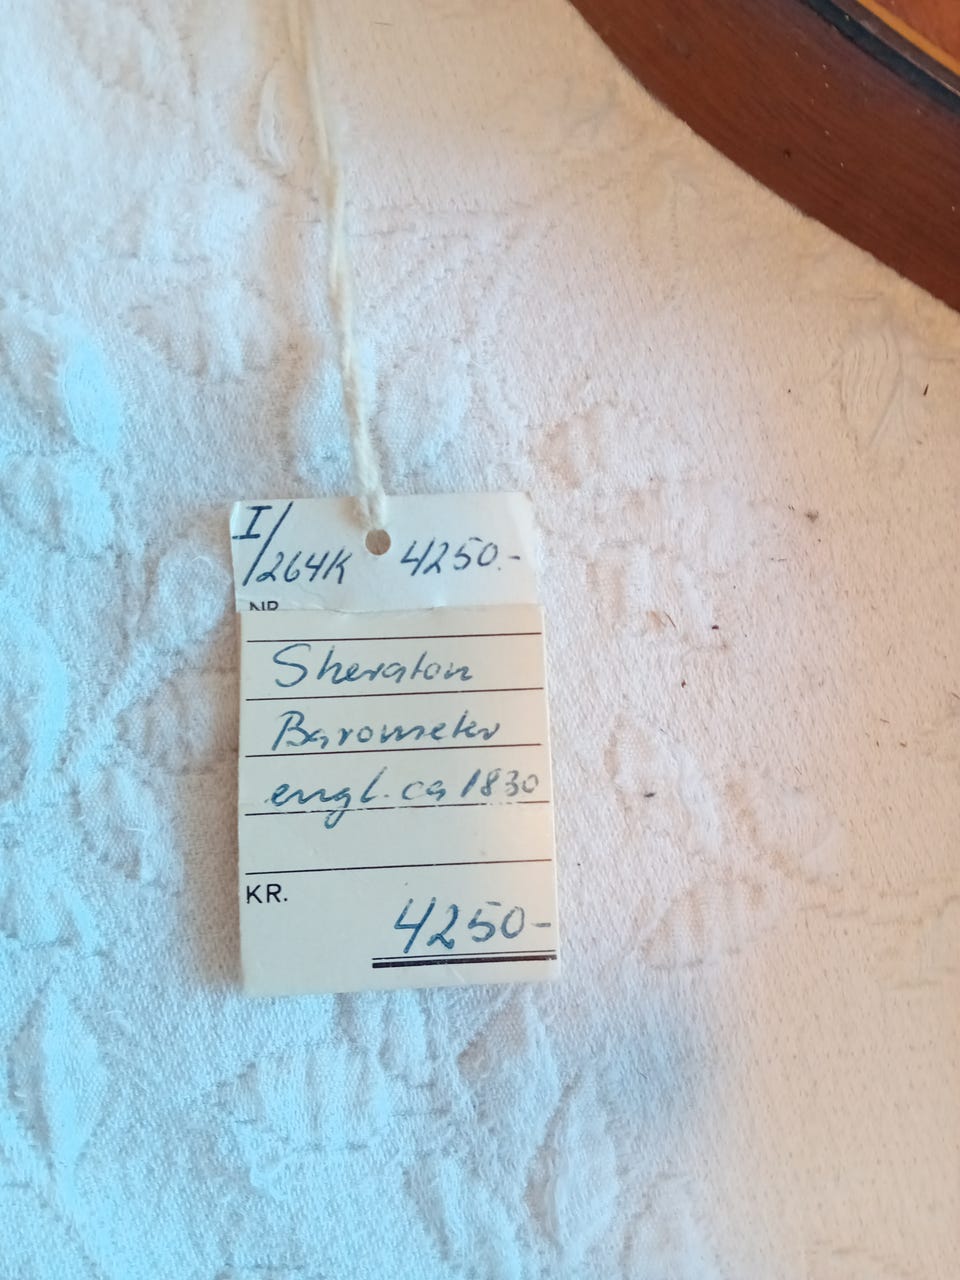 I/264K 4250.-
NR.
Sheraton
Barometer
engl. ca 1830
KR.
4250-